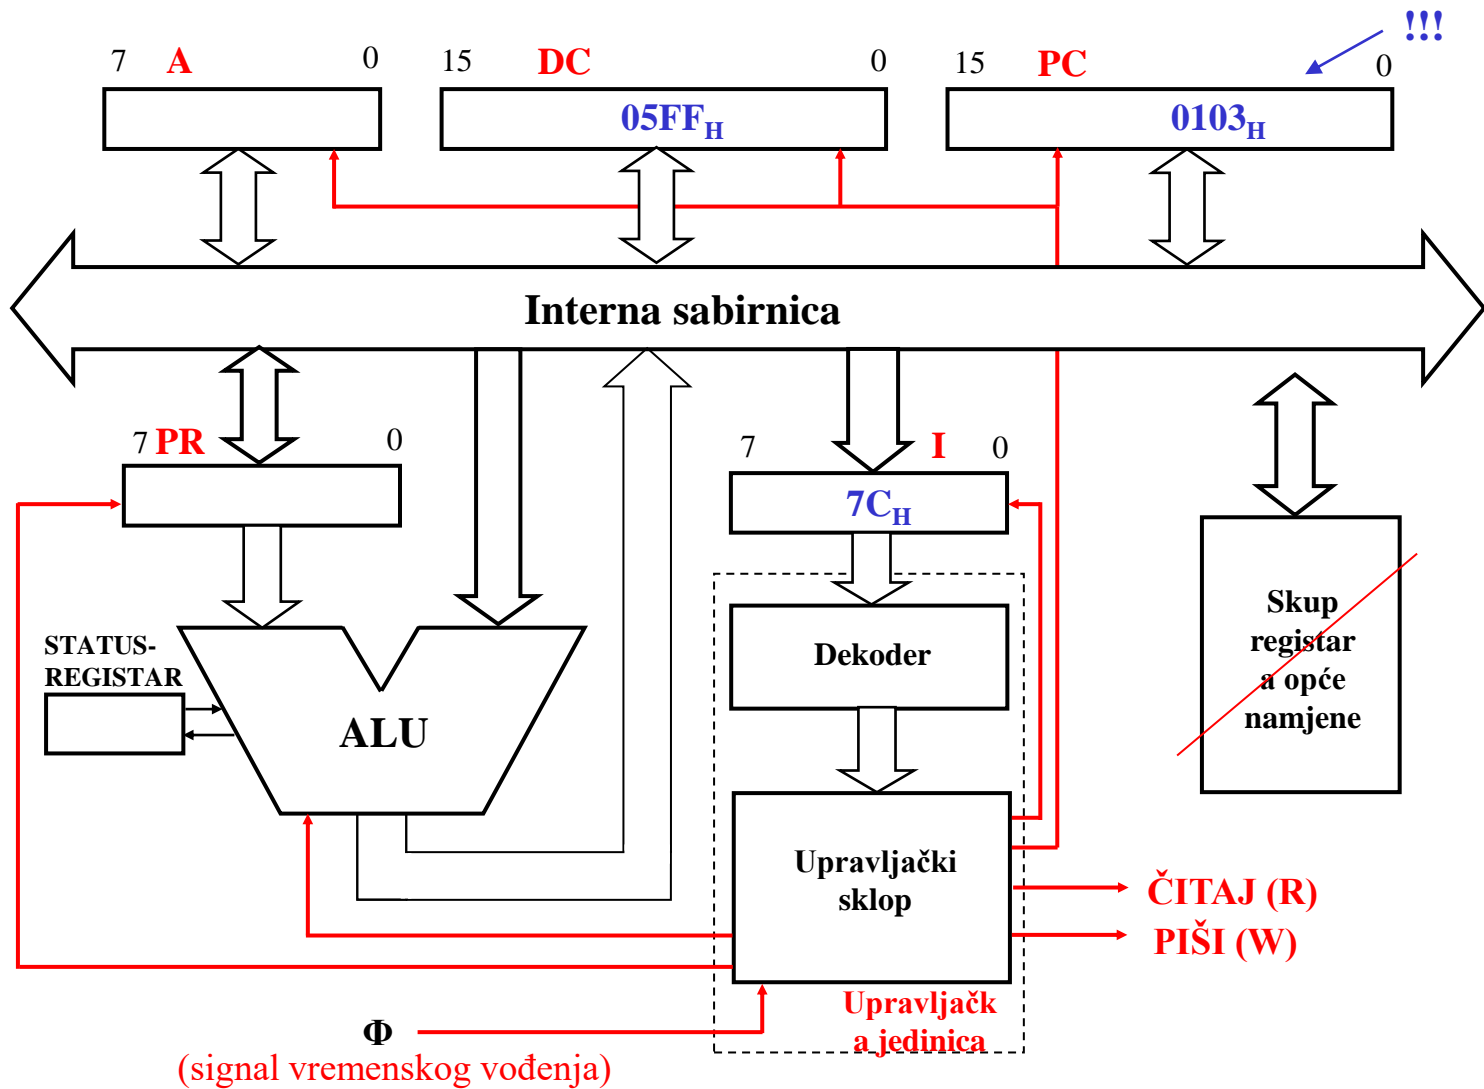 !!!
7 A 0
15 DC 0
15 PC 0
05FFH
0103H
Interna sabirnica
7 PR 0
7 I 0
7CH
STATUS-
REGISTAR
ALU
Dekoder
Skup
registar
a opće
namjene
Upravljački
sklop
ČITAJ (R)
PIŠI (W)
Upravljačk
a jedinica
Φ
(signal vremenskog vođenja)